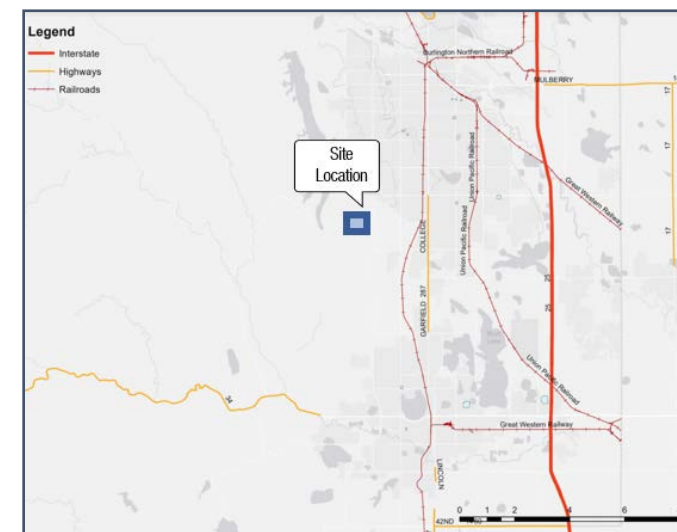 Legend
Interstate
Highways
Railroads
Site
Location
Burlington Northern Railroad
MULBERRY
17
17
17
Union Pacific Railroad
Union Pacific Railroad
Great Western Railway
COLLEGE
GARFIELD 287
25
25
34
Union Pacific Railroad
Great Western Railway
LINCOLN
42ND
0
2
4
6